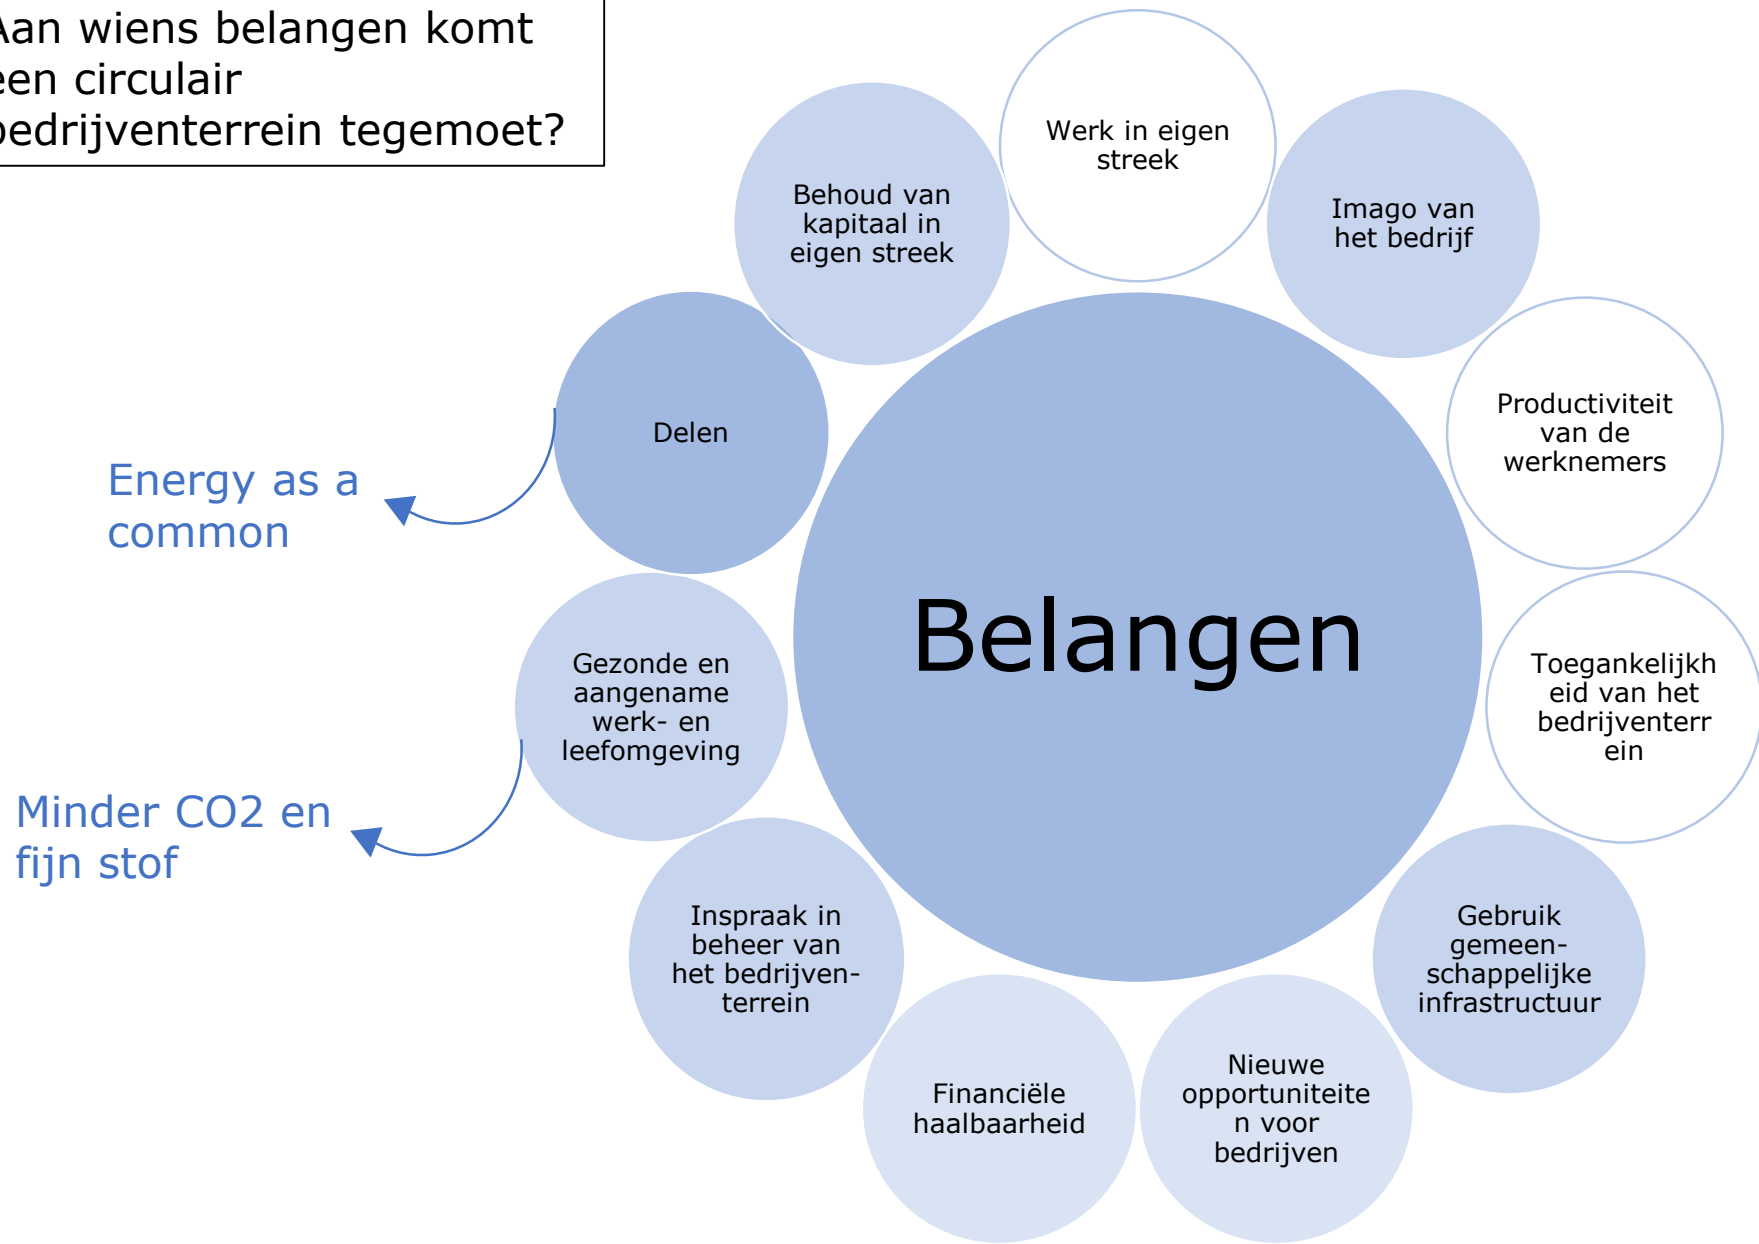 Aan wiens belangen komt
een circulair
bedrijventerrein tegemoet?
Werk in eigen
streek
Behoud van
kapitaal in
eigen streek
Imago van
het bedrijf
Delen
Productiviteit
van de
werknemers
Energy as a
common
Belangen
Gezonde en
aangename
werk- en
leefomgeving
Toegankelijkh
eid van het
bedrijventerr
ein
Minder CO2 en
fijn stof
Inspraak in
beheer van
het bedrijven-
terrein
Gebruik
gemeen-
schappelijke
infrastructuur
Financiële
haalbaarheid
Nieuwe
opportuniteite
n voor
bedrijven